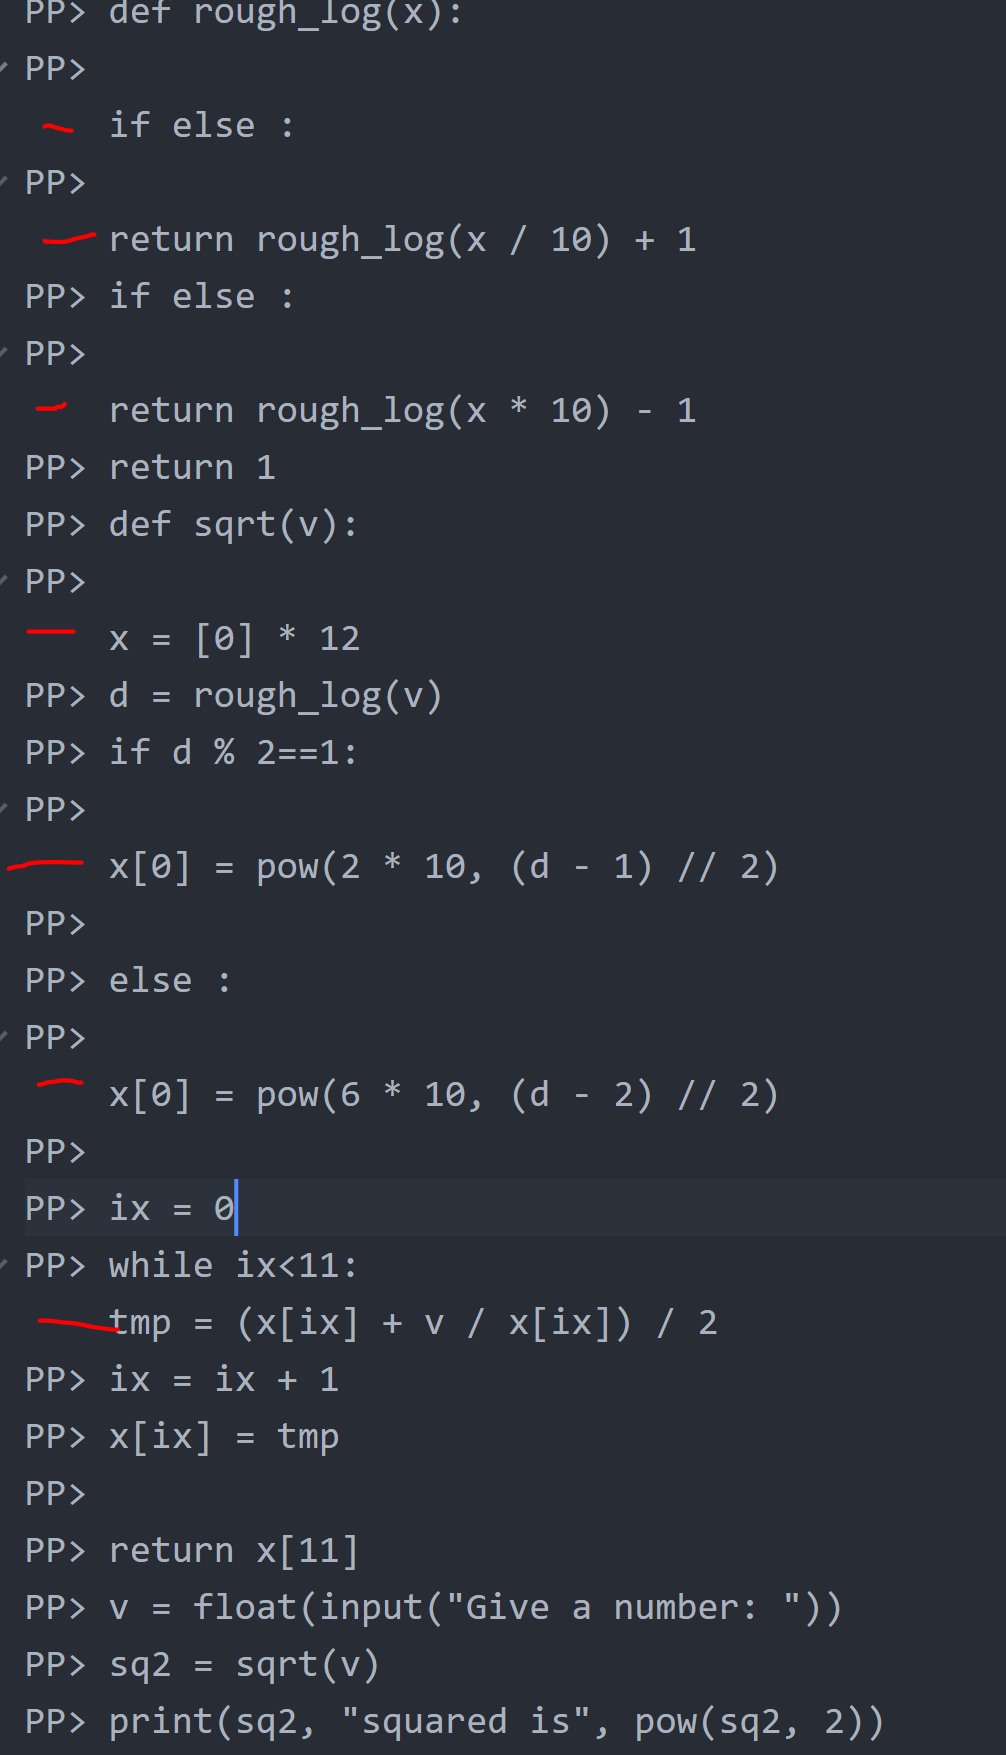 PP> def rough_log(x):
PP>
if else :
PP>
return rough_log(x / 10) + 1
PP> if else :
PP>
return rough_log(x * 10) - 1
PP> return 1
PP> def sqrt(v):
PP>
x = [0] * 12
PP> d = rough_log(v)
PP> if d % 2==1:
PP>
x[0] = pow(2 * 10, (d - 1) // 2)
PP>
PP> else :
PP>
x[0] = pow(6 * 10, (d - 2) // 2)
PP>
PP> ix = 0
PP> while ix<11:
tmp = (x[ix] + v / x[ix]) / 2
PP> ix = ix + 1
PP> x[ix] = tmp
PP>
PP> return x[11]
PP> v = float(input("Give a number: "))
PP> sq2 = sqrt(v)
PP> print(sq2, "squared is", pow(sq2, 2))